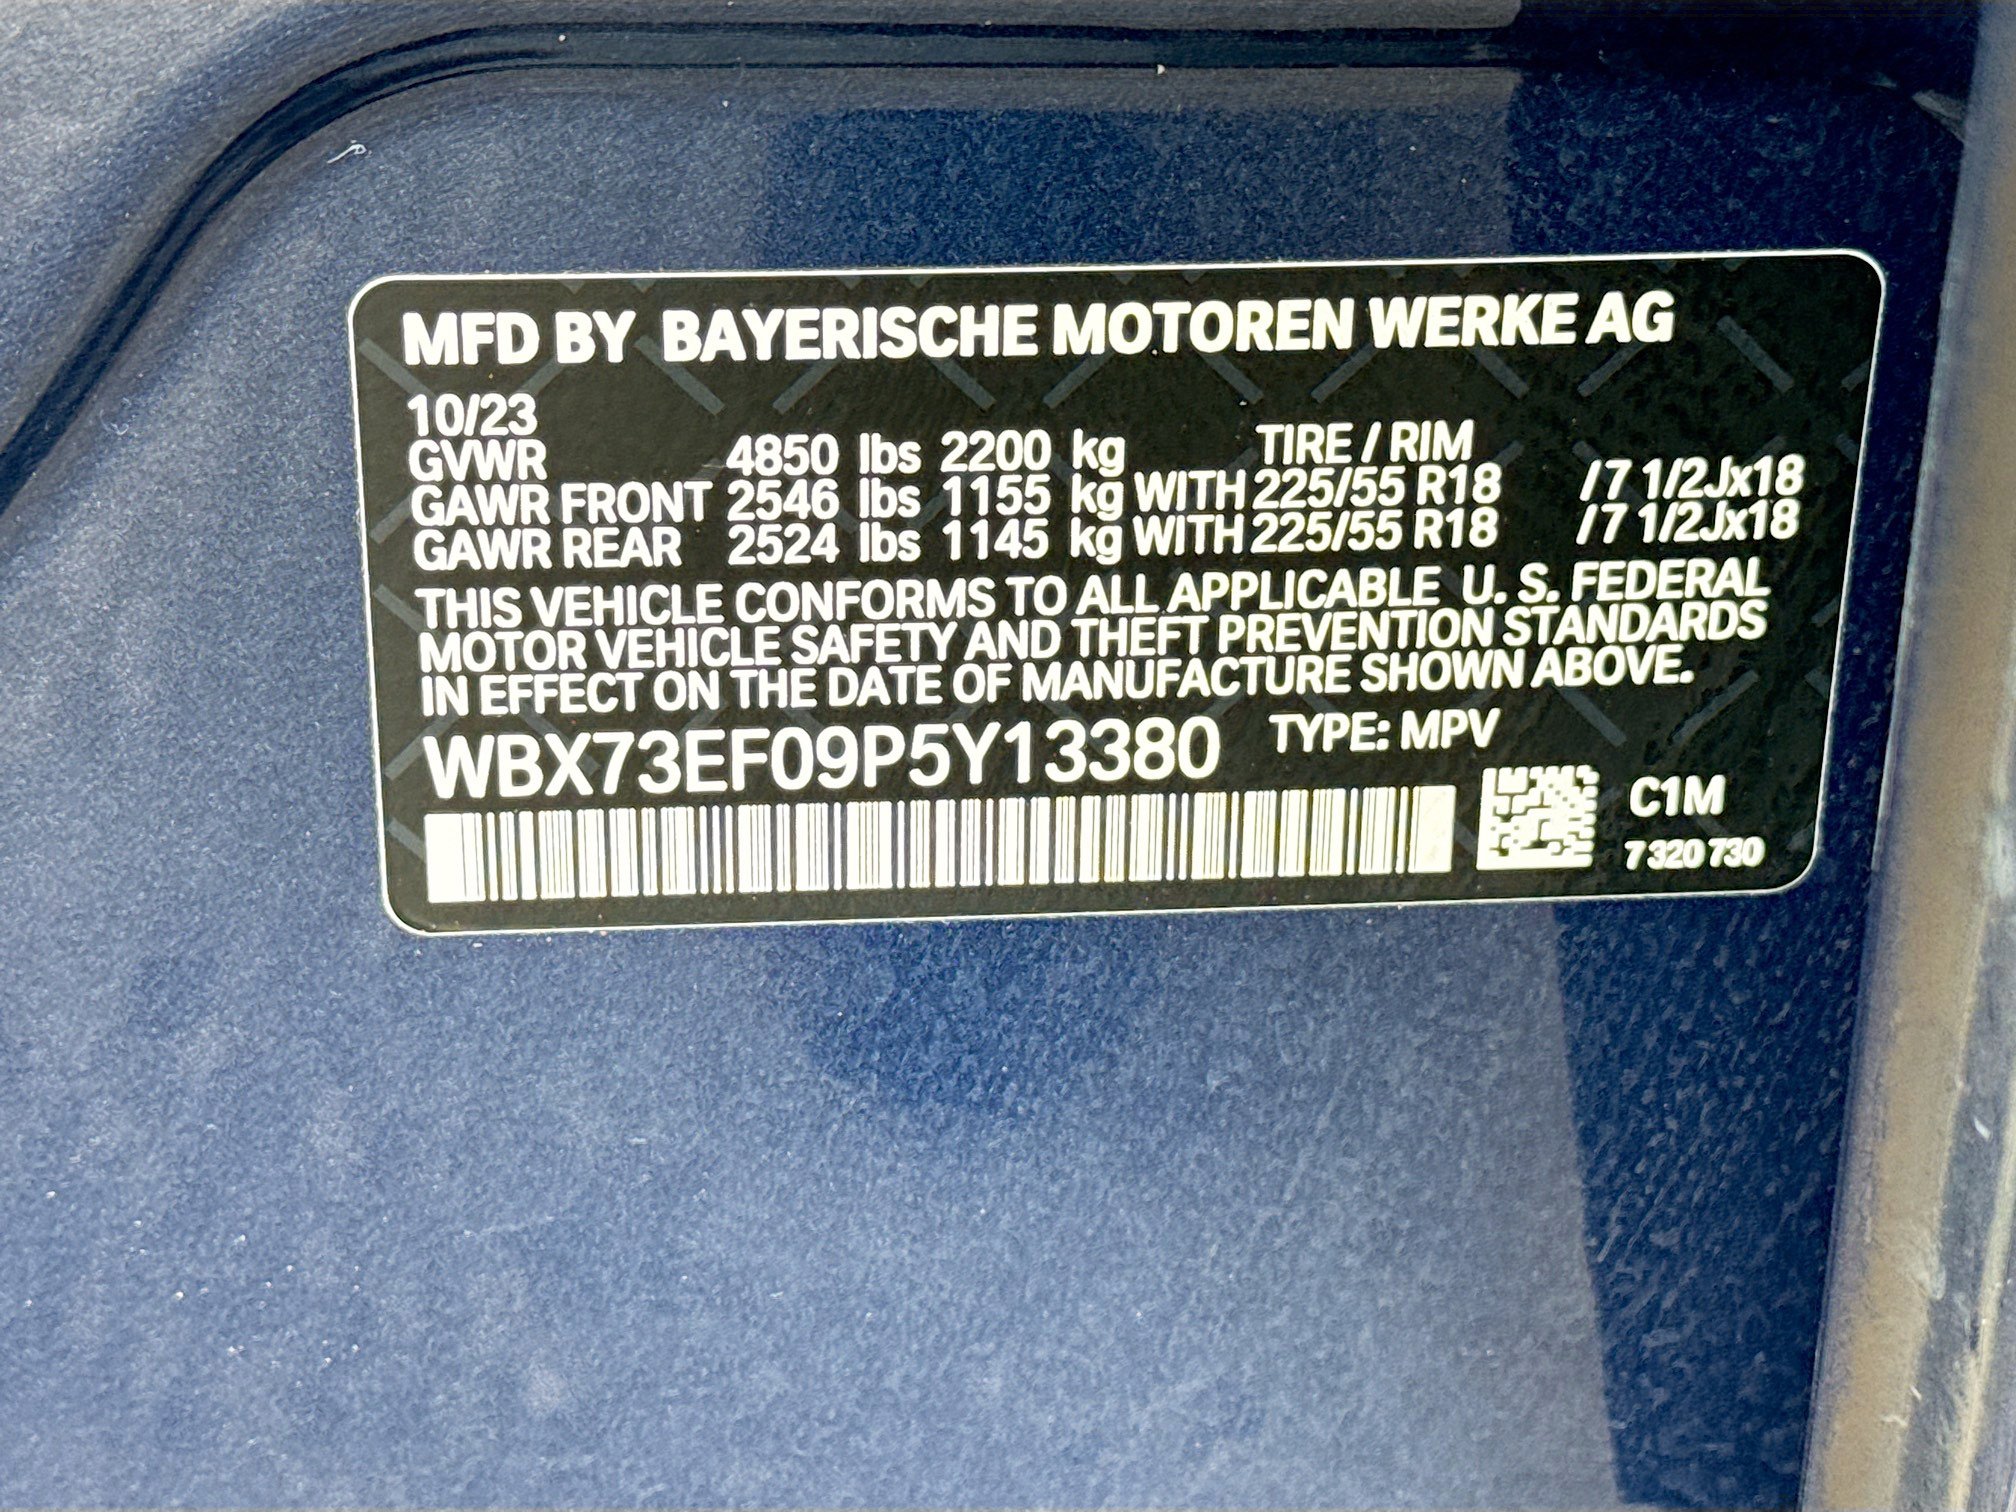 MFD BY BAYERISCHE MOTOREN WERKE AG
10/23
GVWR 4850 lbs 2200 kg TIRE / RIM
GAWR FRONT 2546 lbs 1155 kg WITH 225/55 R18 /7 1/2Jx18
GAWR REAR 2524 lbs 1145 kg WITH 225/55 R18 /7 1/2Jx18
THIS VEHICLE CONFORMS TO ALL APPLICABLE U. S. FEDERAL
MOTOR VEHICLE SAFETY AND THEFT PREVENTION STANDARDS
IN EFFECT ON THE DATE OF MANUFACTURE SHOWN ABOVE.
WBX73EF09P5Y13380 TYPE: MPV
C1M
7 320 730